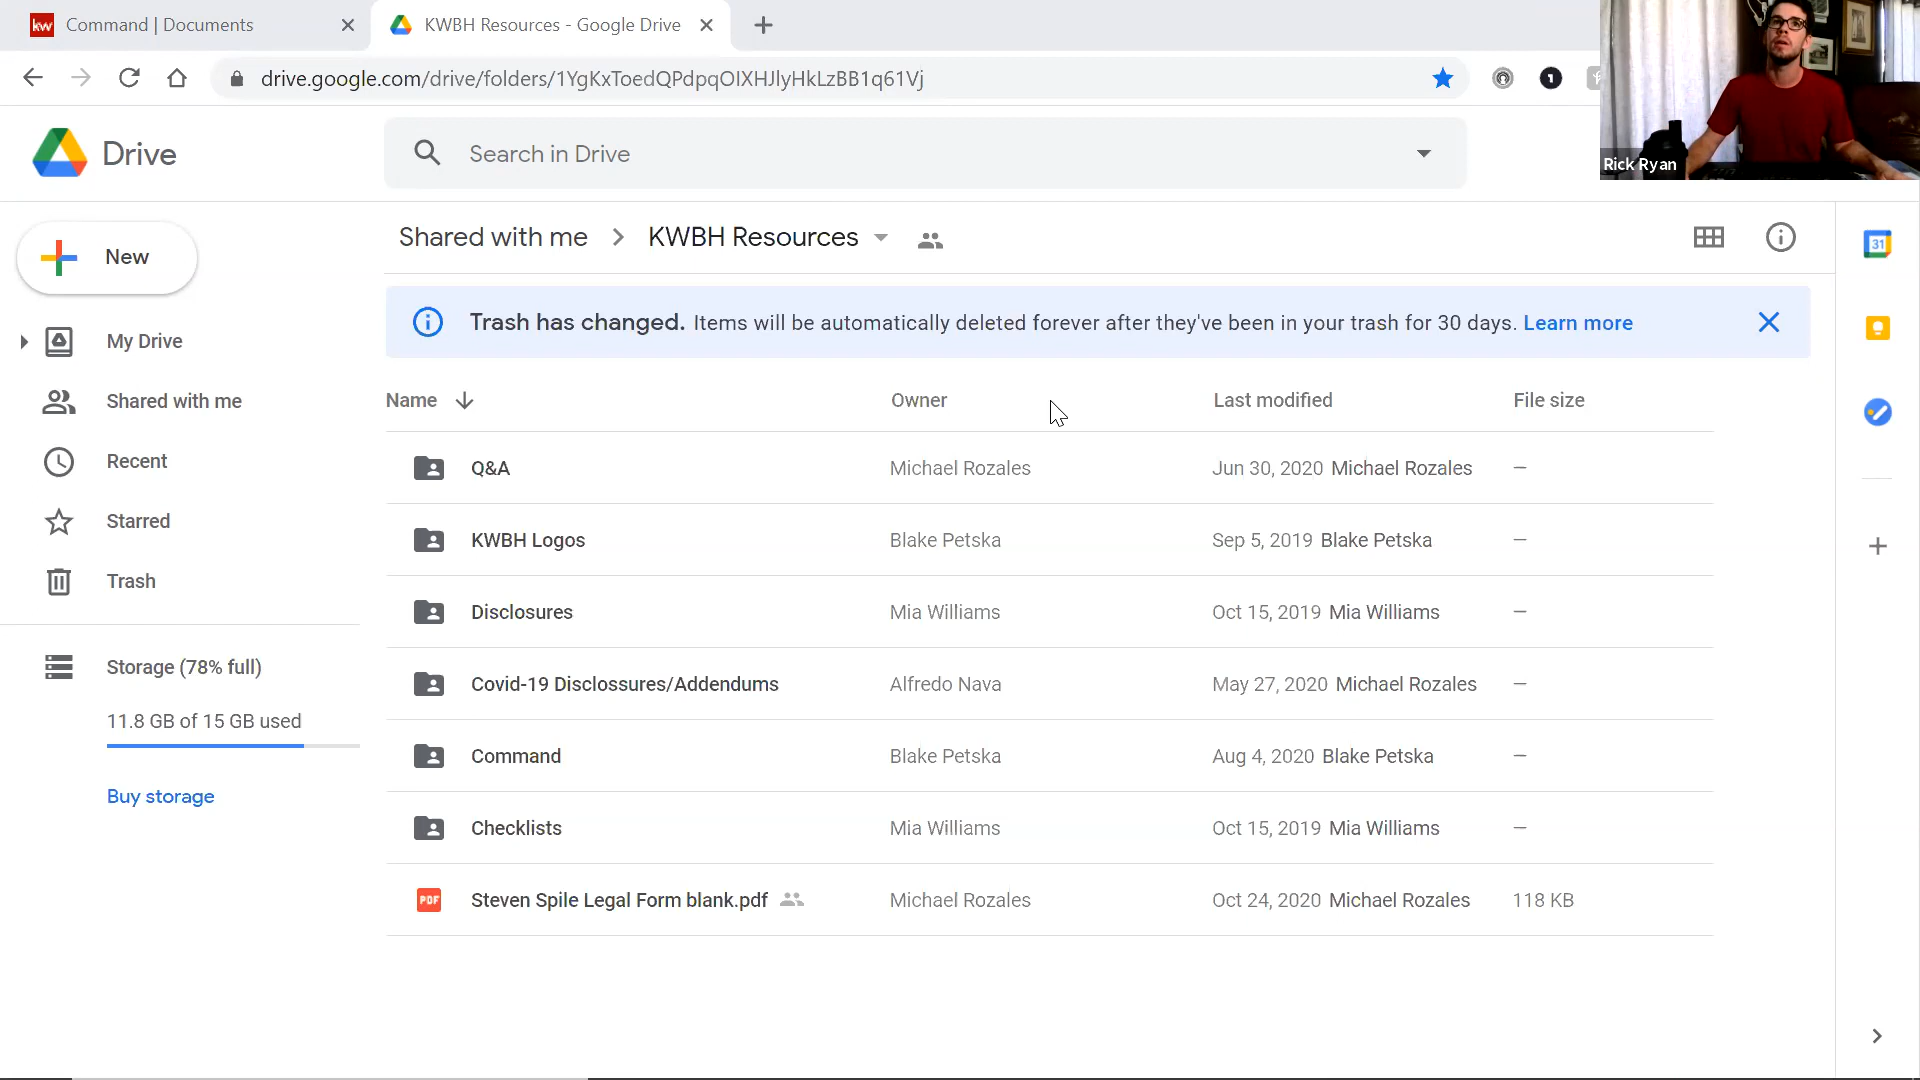 kw Command | Documents
KWBH Resources - Google Drive
drive.google.com/drive/folders/1YgKxToedQPdpqOIXHJlyHkLzBB1q61Vj
1
Rick Ryan
Drive
Search in Drive
New
Shared with me
KWBH Resources
31
Trash has changed. Items will be automatically deleted forever after they've been in your trash for 30 days. Learn more
My Drive
Shared with me
Recent
Starred
Trash
Storage (78% full)
11.8 GB of 15 GB used
Buy storage
Name Owner Last modified File size
Q&A Michael Rozales Jun 30, 2020 Michael Rozales —
KWBH Logos Blake Petska Sep 5, 2019 Blake Petska —
Disclosures Mia Williams Oct 15, 2019 Mia Williams —
Covid-19 Disclossures/Addendums Alfredo Nava May 27, 2020 Michael Rozales —
Command Blake Petska Aug 4, 2020 Blake Petska —
Checklists Mia Williams Oct 15, 2019 Mia Williams —
PDF Steven Spile Legal Form blank.pdf Michael Rozales Oct 24, 2020 Michael Rozales 118 KB